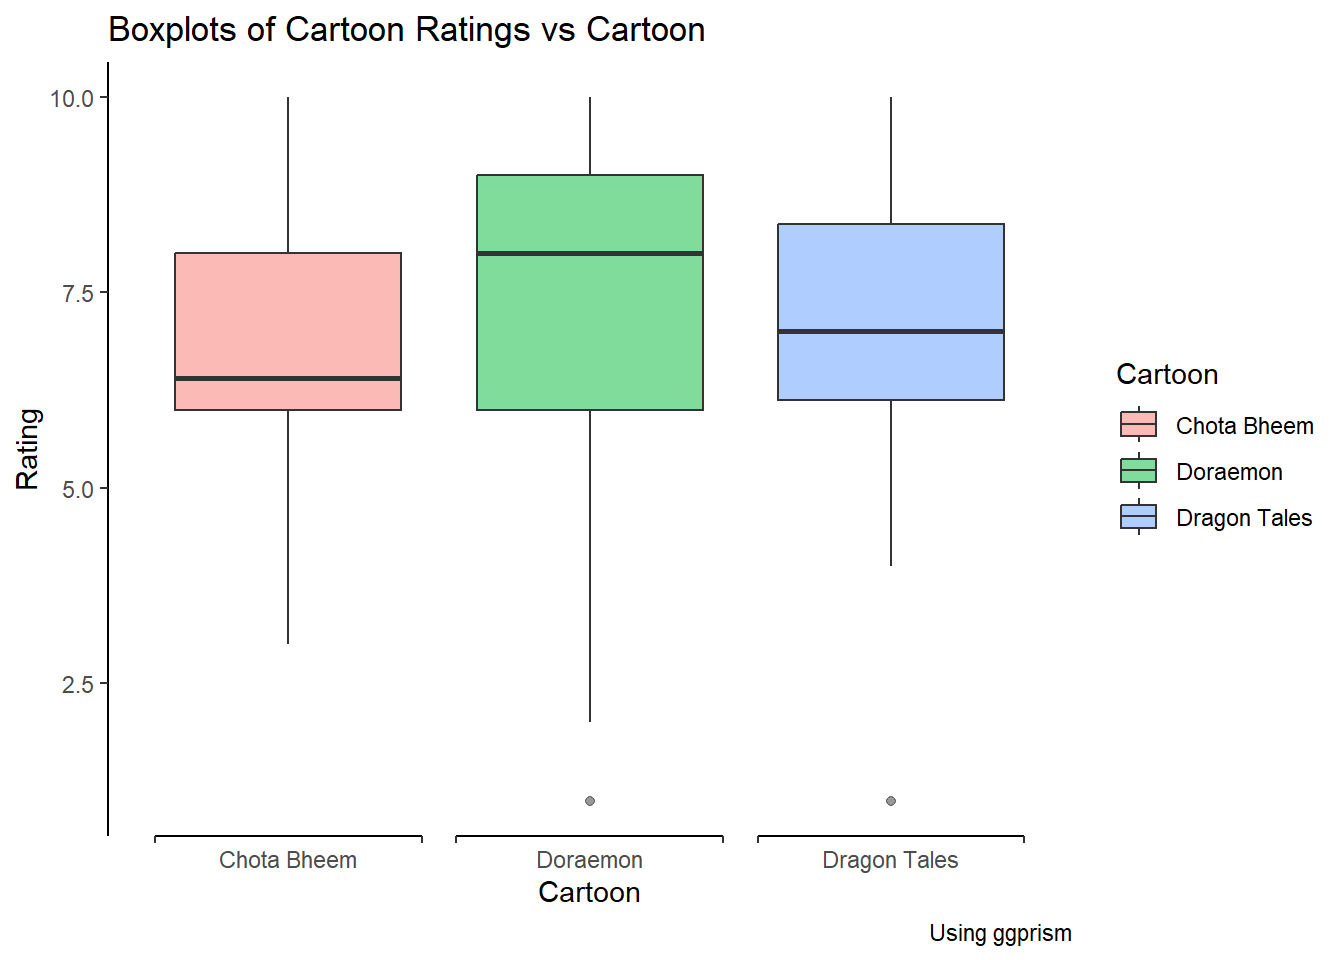 Boxplots of Cartoon Ratings vs Cartoon
10.0
7.5
5.0
2.5
Rating
Chota Bheem
Doraemon
Dragon Tales
Cartoon
Cartoon
Chota Bheem
Doraemon
Dragon Tales
Using ggprism